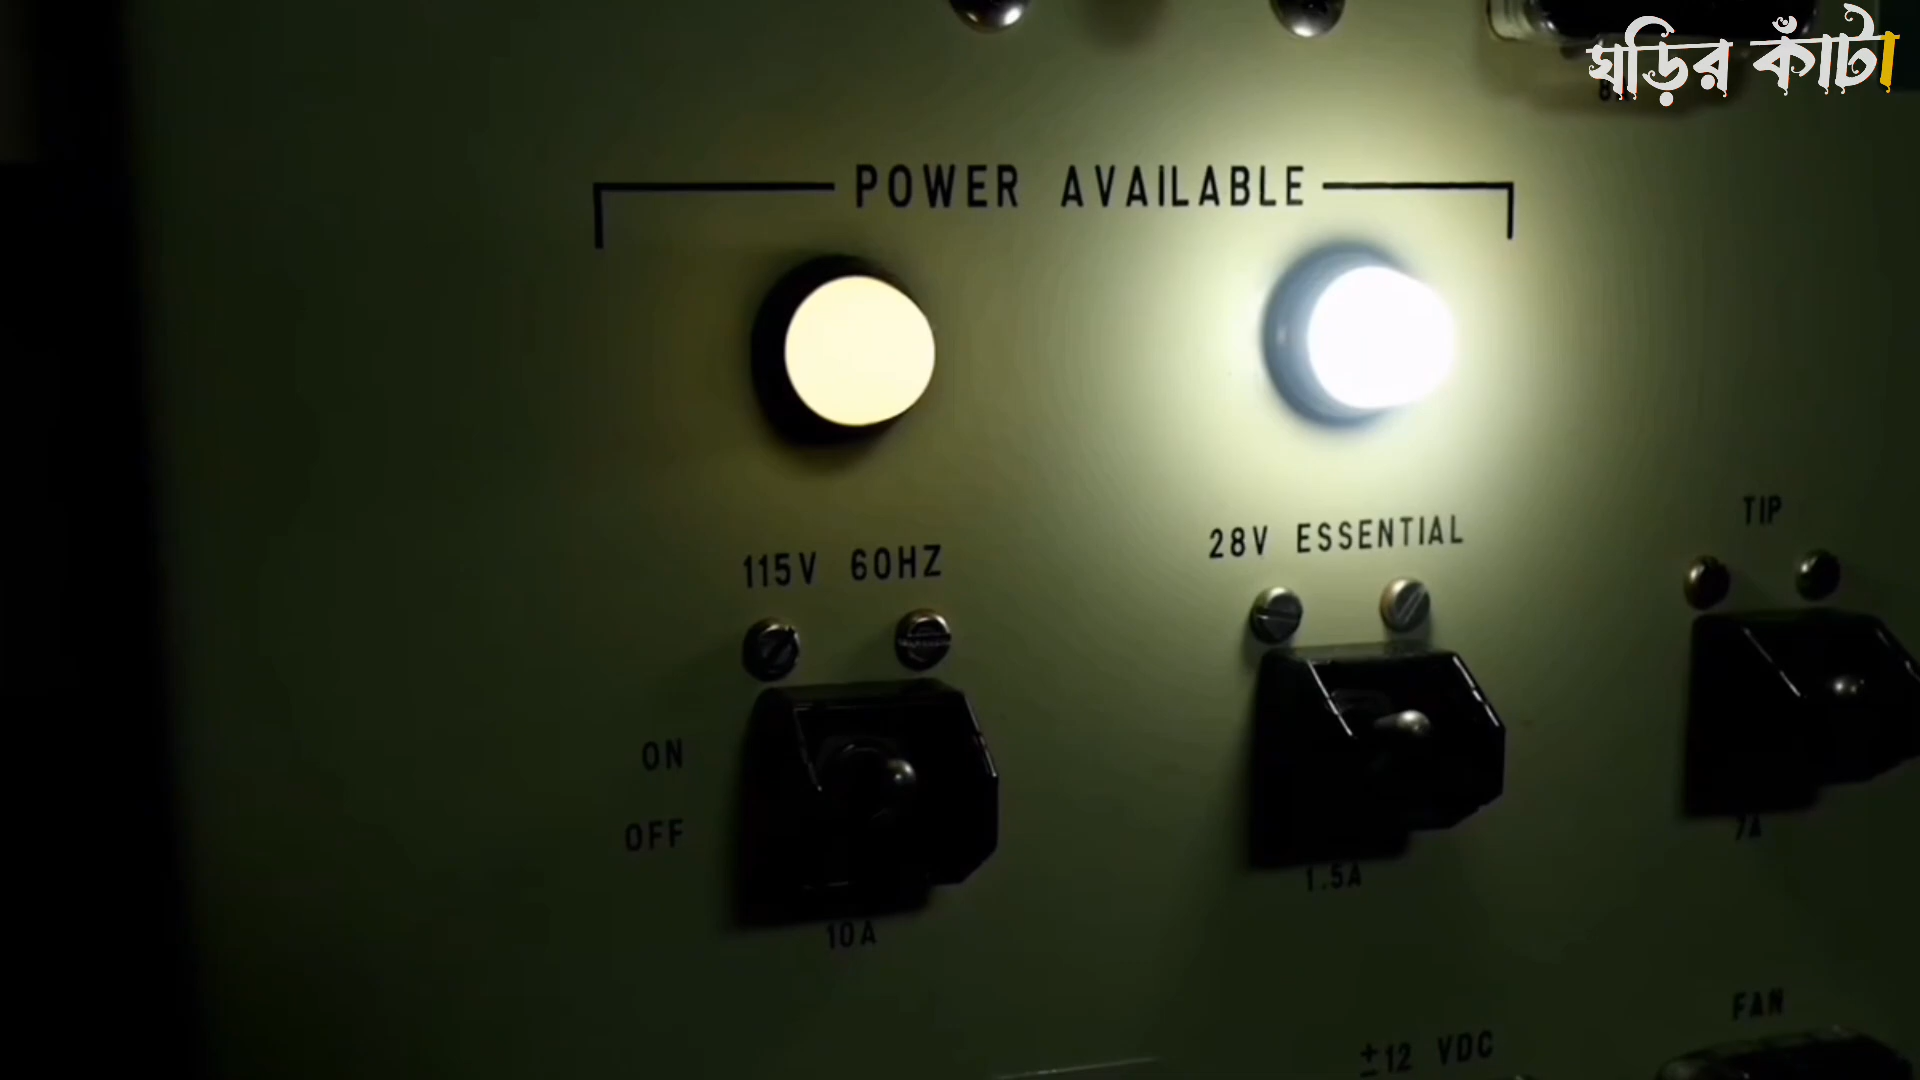 ঘড়ির কাঁটা
POWER AVAILABLE
115V 60HZ
28V ESSENTIAL
TIP
ON
OFF
10A
1.5A
7A
FAN
±12 VDC